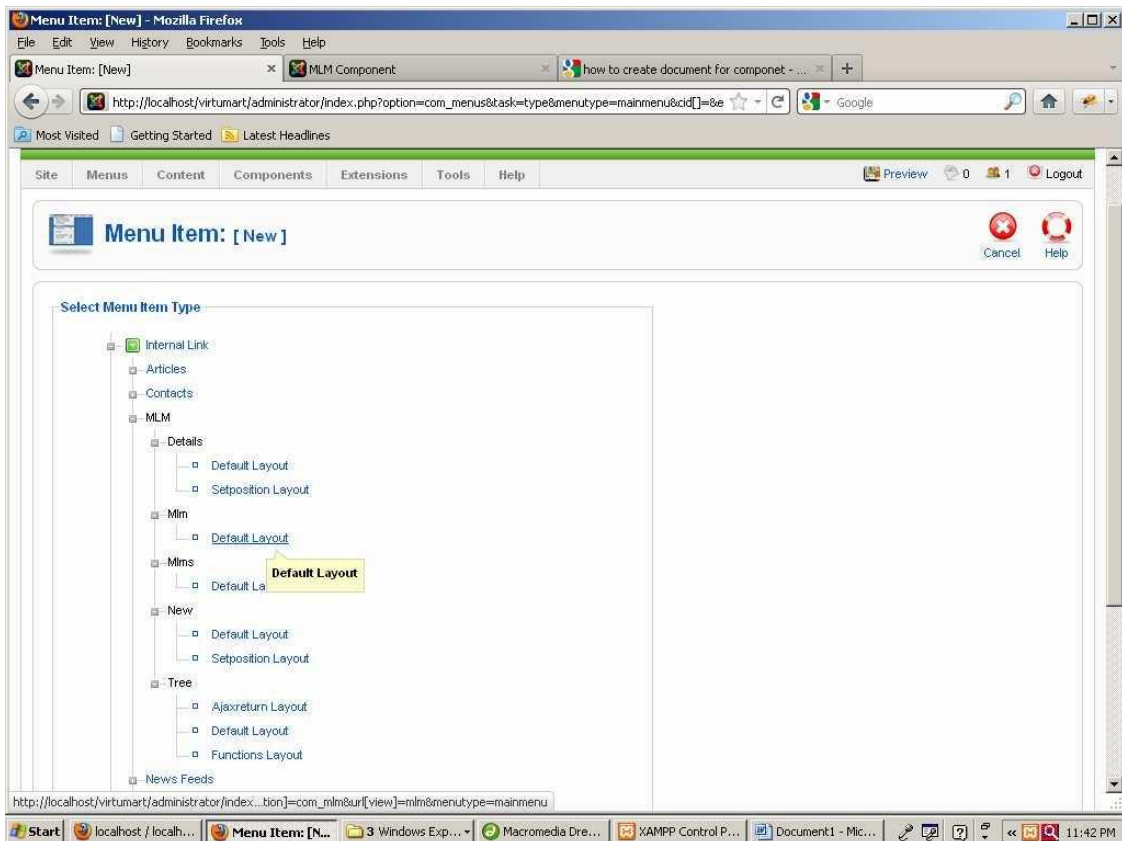 Menu Item: [New] - Mozilla Firefox
File Edit View History Bookmarks Tools Help
Menu Item: [New] × MLM Component × how to create document for componet - ... × +
http://localhost/virtumart/administrator/index.php?option=com_menus&task=type&menutype=mainmenu&cid[]=&e Google
Most Visited Getting Started Latest Headlines
Site Menus Content Components Extensions Tools Help Preview 0 1 Logout
Menu Item: [ New ]
Cancel Help
Select Menu Item Type
Internal Link
Articles
Contacts
MLM
Details
Default Layout
Setposition Layout
Mlm
Default Layout
Default Layout
Mlms
Default La
New
Default Layout
Setposition Layout
Tree
Ajaxreturn Layout
Default Layout
Functions Layout
News Feeds
http://localhost/virtumart/administrator/index...tion]=com_mlm&url[view]=mlm&menutype=mainmenu
Start localhost / localh... Menu Item: [N... 3 Windows Exp... Macromedia Dre... XAMPP Control P... Document1 - Mic... « 11:42 PM